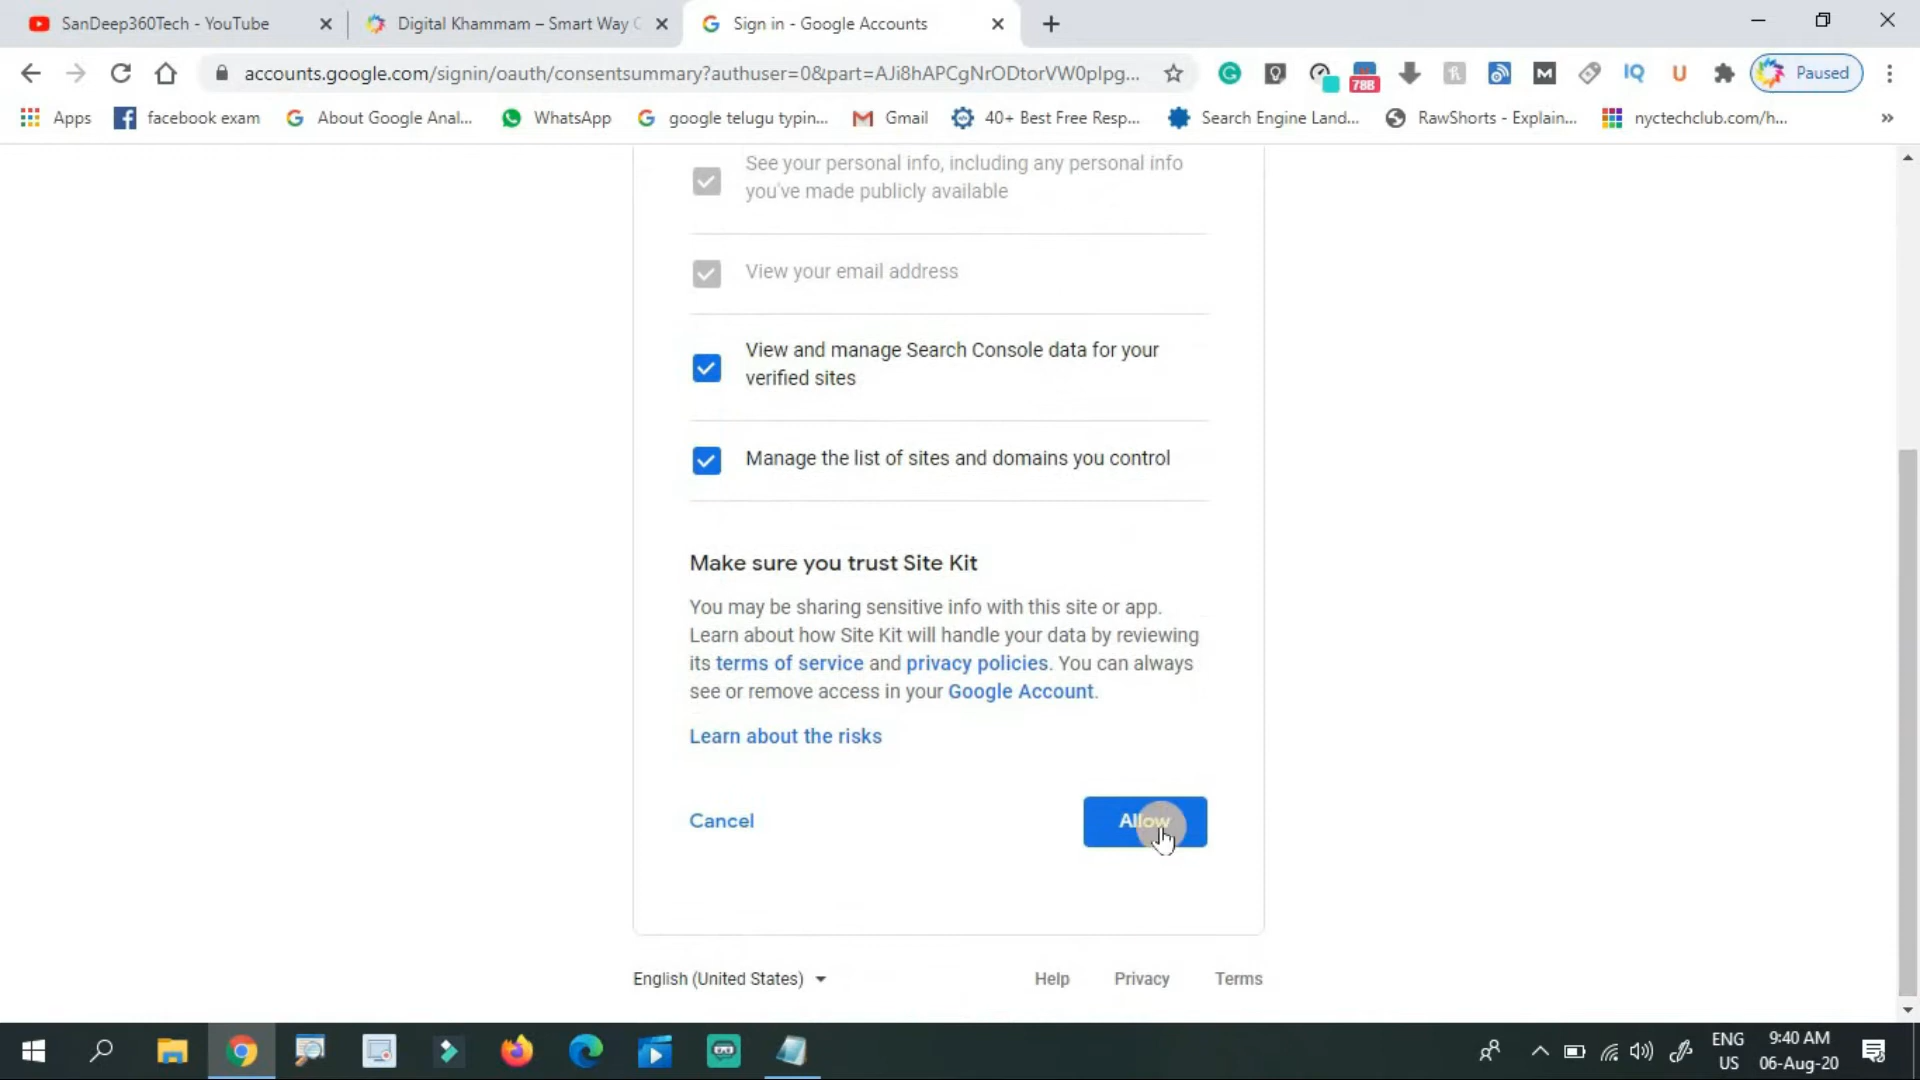 SanDeep360Tech - YouTube
Digital Khammam – Smart Way
Sign in - Google Accounts
accounts.google.com/signin/oauth/consentsummary?authuser=0&part=AJi8hAPCgNrODtorVW0pIpg...
78B
IQ
U
Paused
Apps
facebook exam
About Google Anal...
WhatsApp
google telugu typin...
Gmail
40+ Best Free Resp...
Search Engine Land...
RawShorts - Explain...
nyctechclub.com/h...
See your personal info, including any personal info
you've made publicly available
View your email address
View and manage Search Console data for your
verified sites
Manage the list of sites and domains you control
Make sure you trust Site Kit
You may be sharing sensitive info with this site or app.
Learn about how Site Kit will handle your data by reviewing
its terms of service and privacy policies. You can always
see or remove access in your Google Account.
Learn about the risks
Cancel
Allow
English (United States)
Help
Privacy
Terms
ENG
US
9:40 AM
06-Aug-20